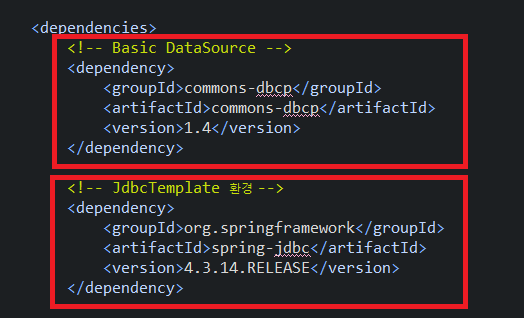 <dependencies>
<!-- Basic DataSource -->
<dependency>
<groupId>commons-dbcp</groupId>
<artifactId>commons-dbcp</artifactId>
<version>1.4</version>
</dependency>
<!-- JdbcTemplate 환경 -->
<dependency>
<groupId>org.springframework</groupId>
<artifactId>spring-jdbc</artifactId>
<version>4.3.14.RELEASE</version>
</dependency>